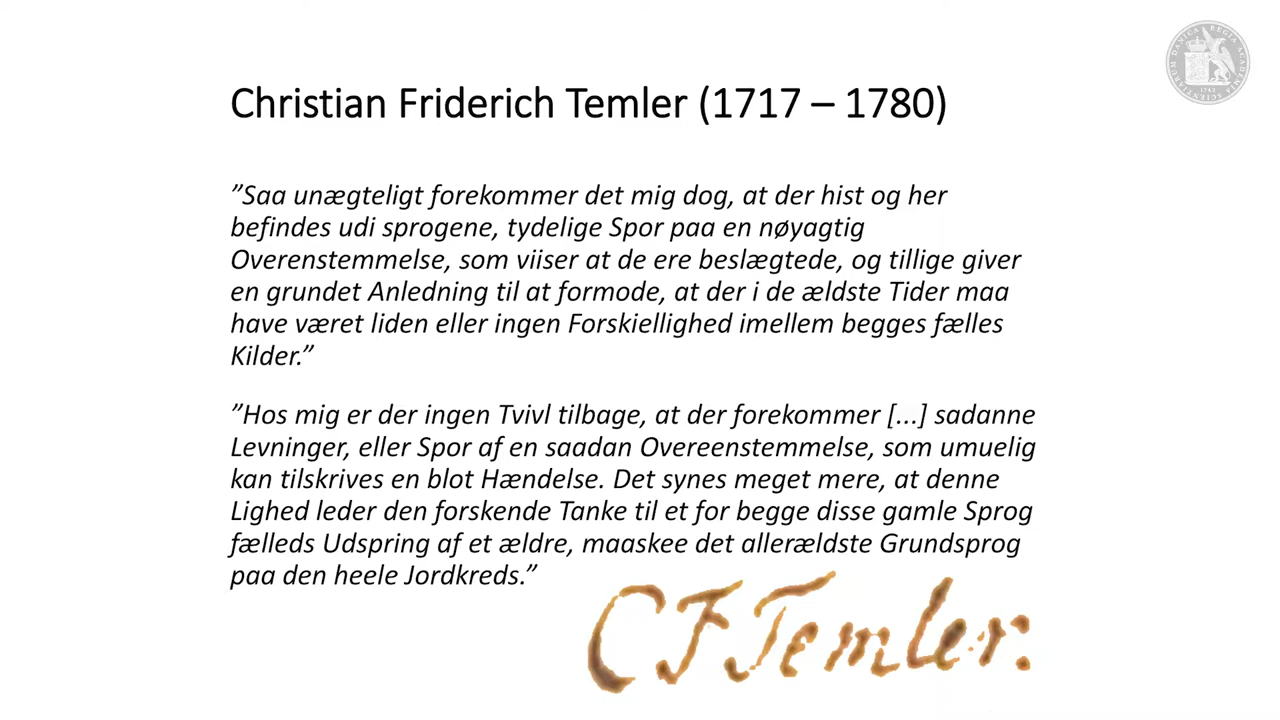 Christian Friderich Temler (1717 – 1780)
”Saa unægteligt forekommer det mig dog, at der hist og her
befindes udi sprogene, tydelige Spor paa en nøyagtig
Overenstemmelse, som viiser at de ere beslægtede, og tillige giver
en grundet Anledning til at formode, at der i de ældste Tider maa
have været liden eller ingen Forskiellighed imellem begges fælles
Kilder.”
”Hos mig er der ingen Tvivl tilbage, at der forekommer [...] sadanne
Levninger, eller Spor af en saadan Overeenstemmelse, som umuelig
kan tilskrives en blot Hændelse. Det synes meget mere, at denne
Lighed leder den forskende Tanke til et for begge disse gamle Sprog
fælleds Udspring af et ældre, maaskee det allerældste Grundsprog
paa den heele Jordkreds.”
CFTemler.